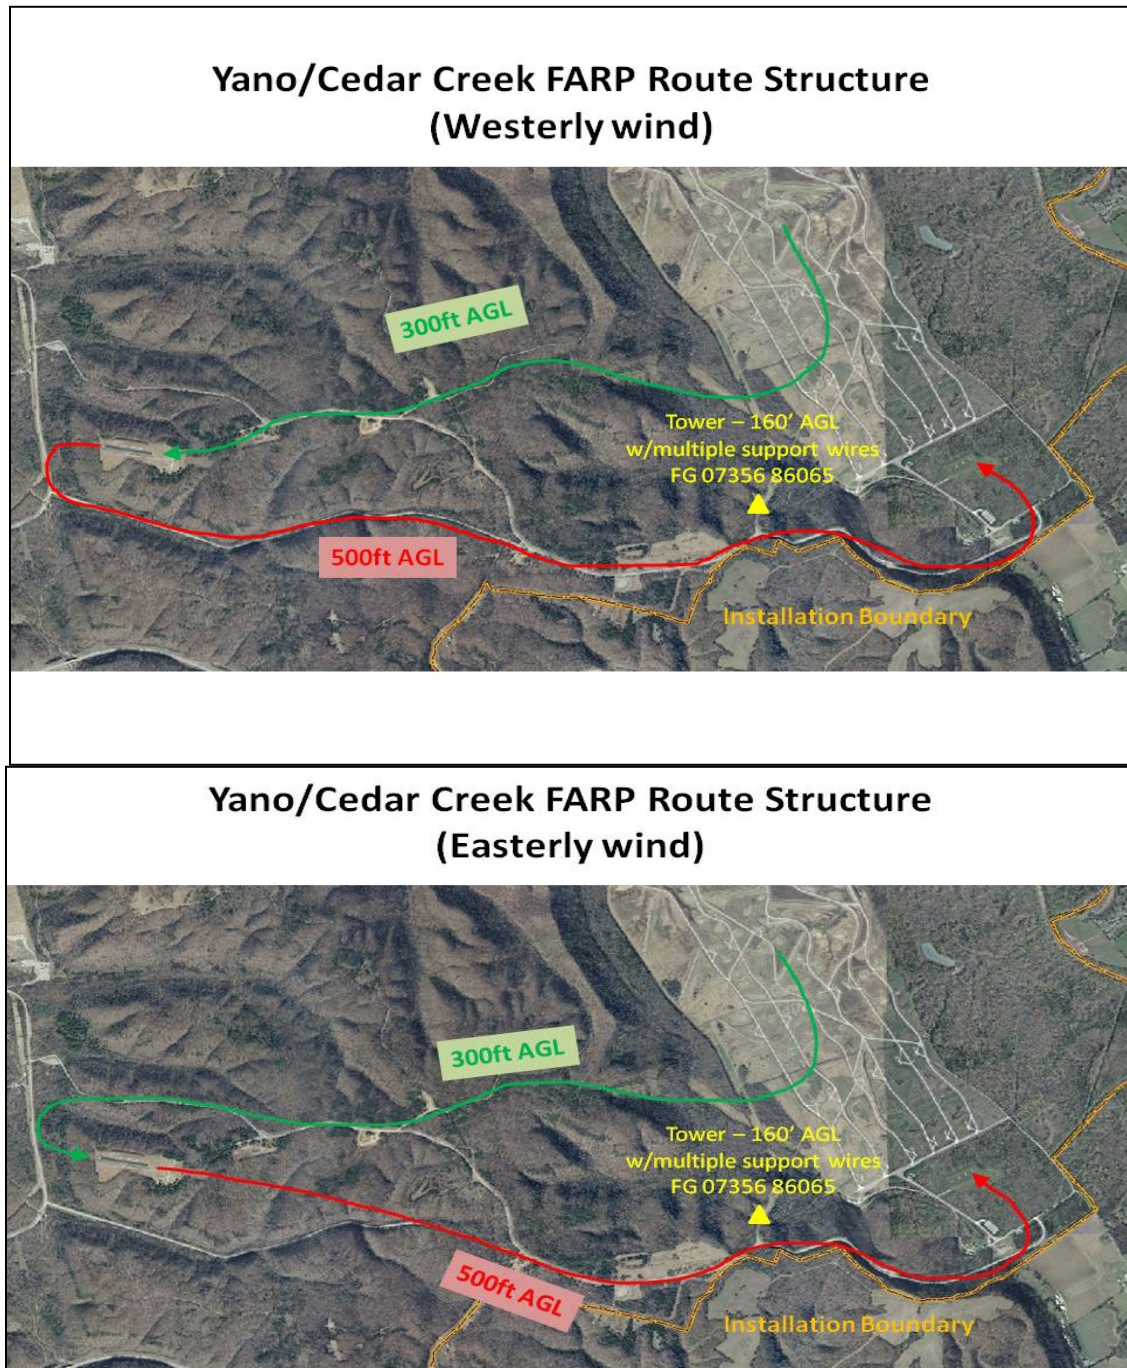 Yano/Cedar Creek FARP Route Structure
(Westerly wind)
300ft AGL
Tower – 160' AGL
w/multiple support wires
FG 07356 86065
500ft AGL
Installation Boundary
Yano/Cedar Creek FARP Route Structure
(Easterly wind)
300ft AGL
Tower – 160' AGL
w/multiple support wires
FG 07356 86065
500ft AGL
Installation Boundary